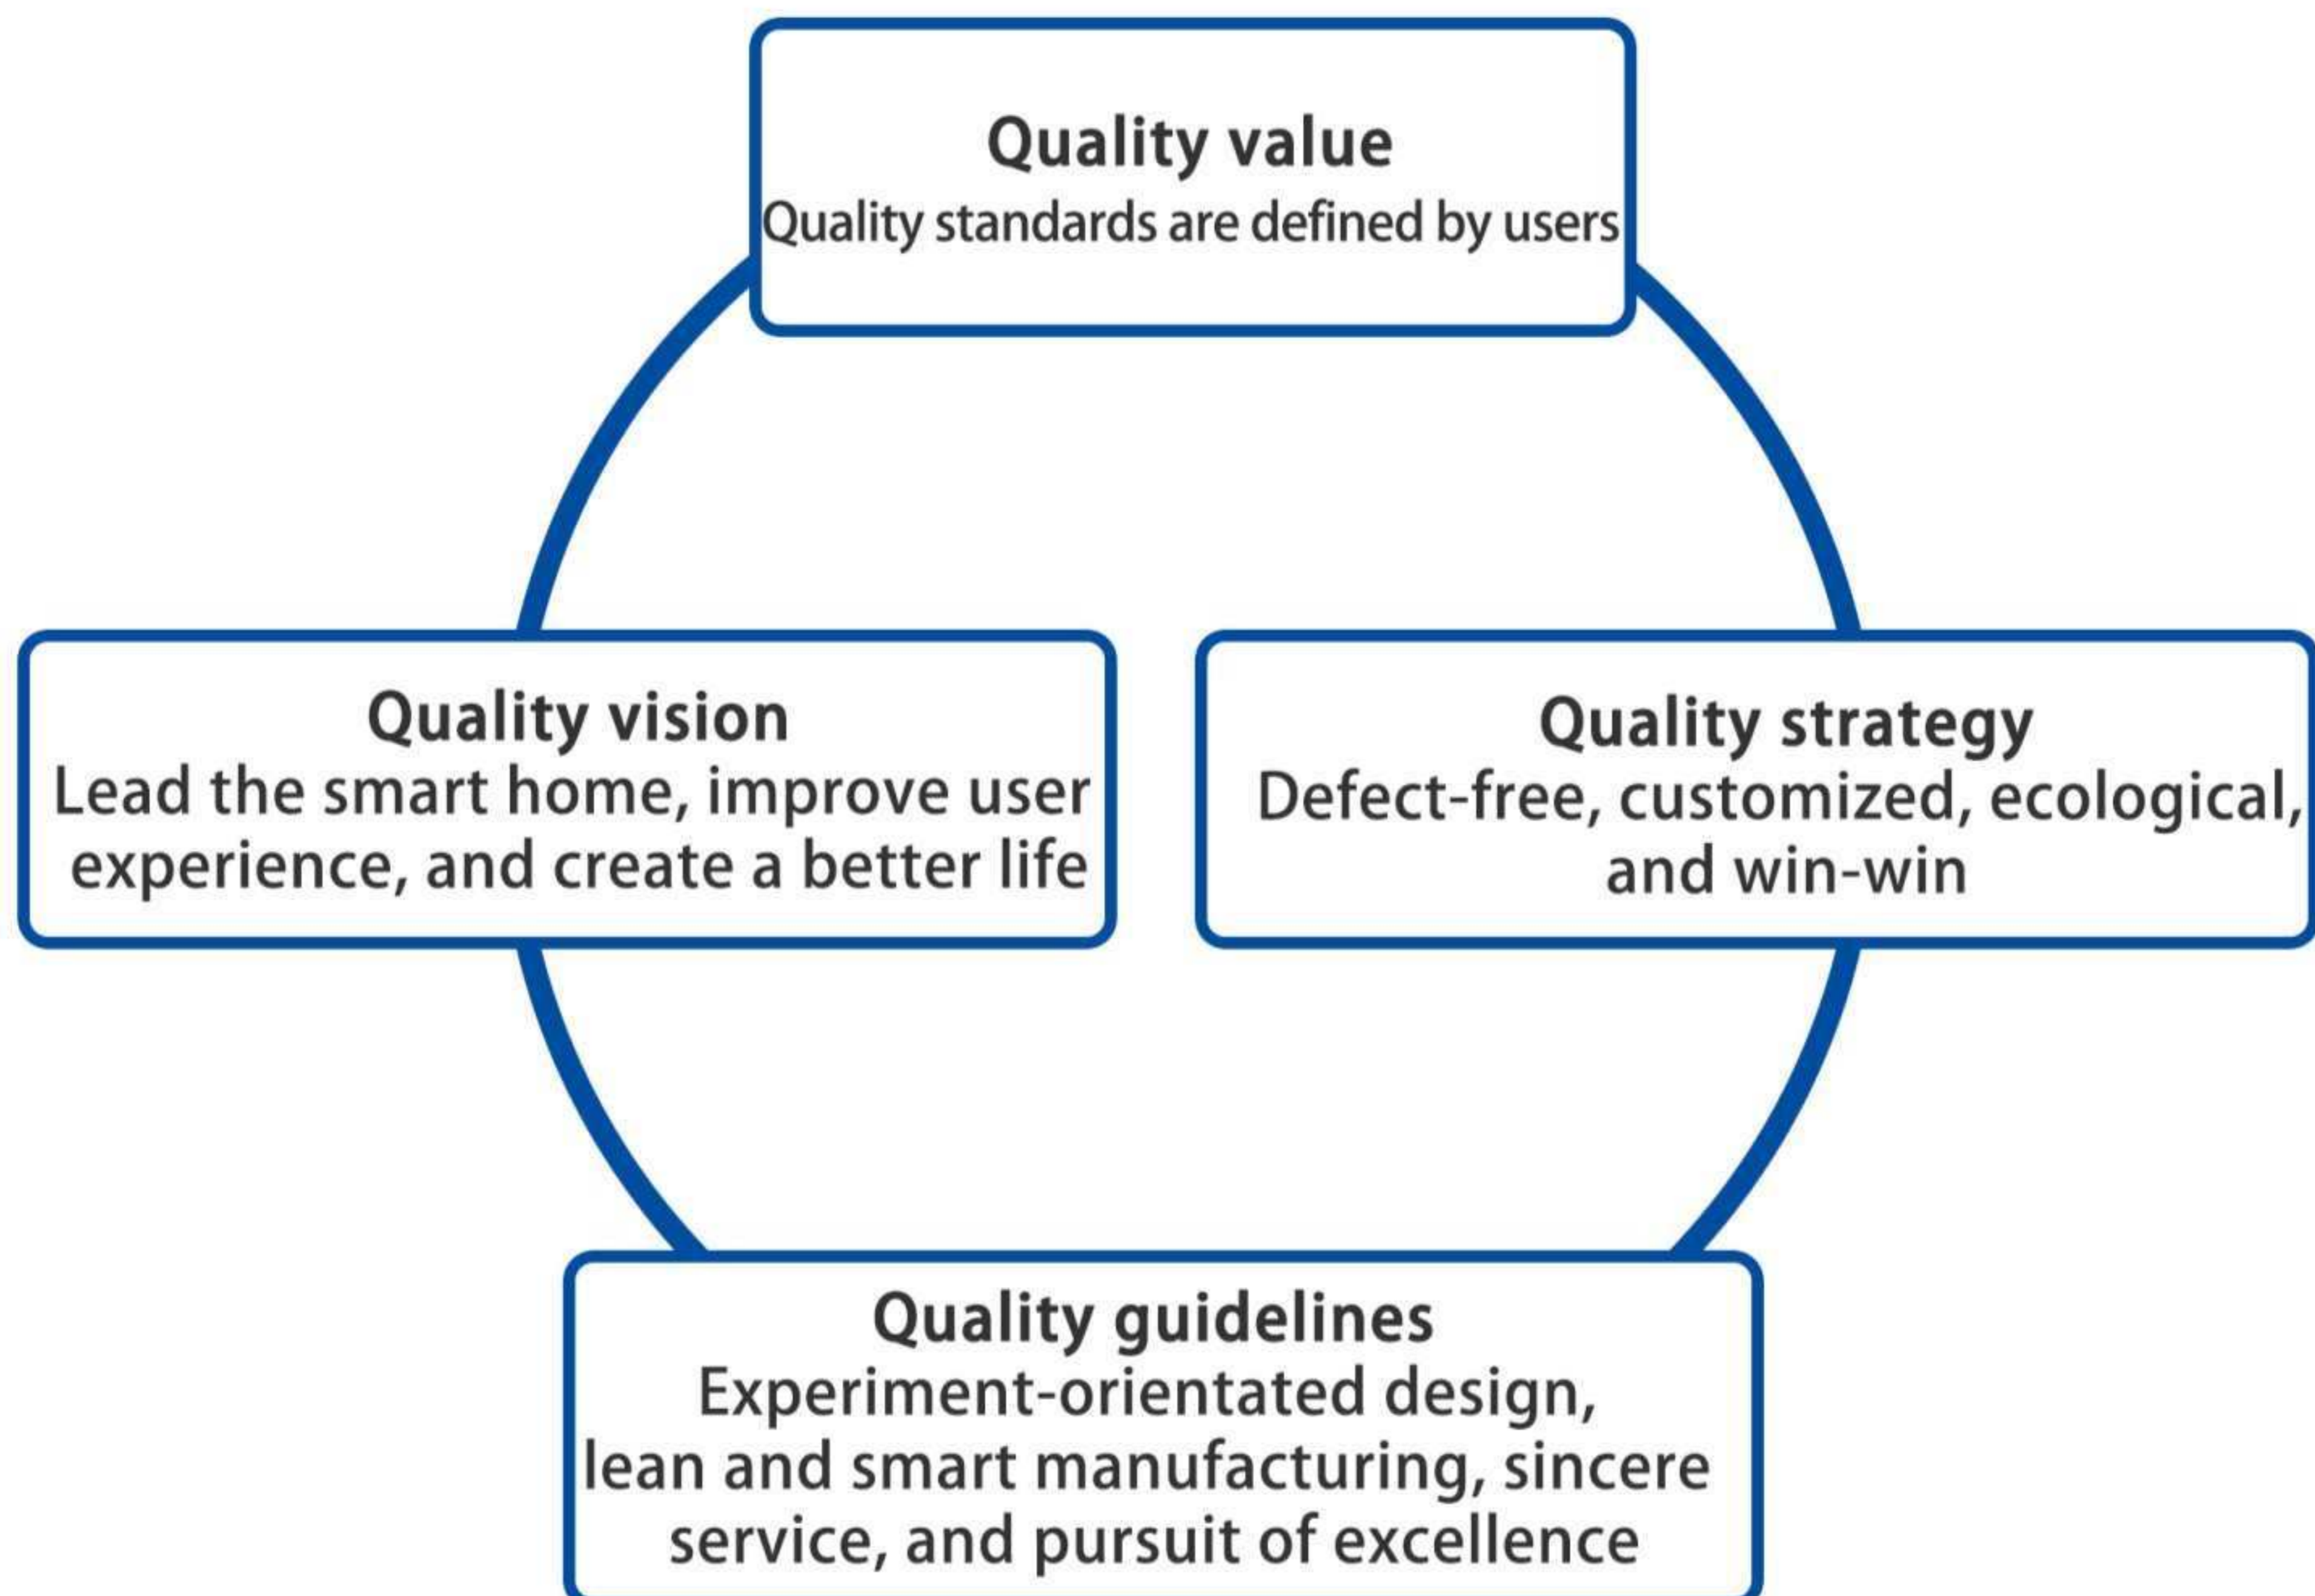 Quality value
Quality standards are defined by users
Quality vision
Lead the smart home, improve user
experience, and create a better life
Quality strategy
Defect-free, customized, ecological,
and win-win
Quality guidelines
Experiment-orientated design,
lean and smart manufacturing, sincere
service, and pursuit of excellence